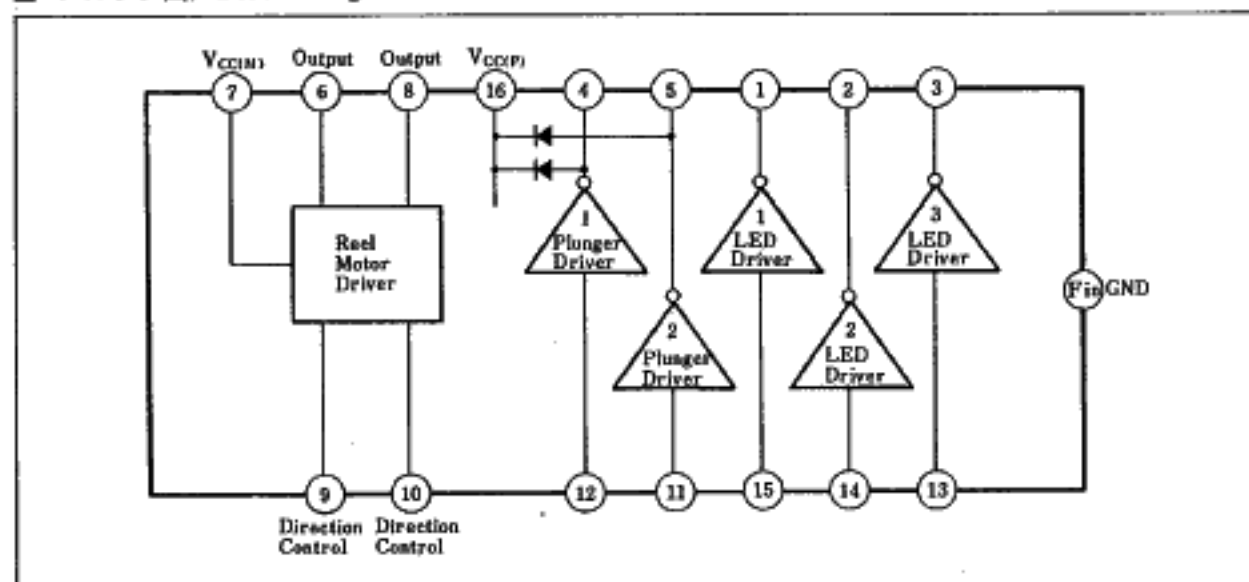 VCC(M) Output Output VCC(P)
7 6 8 16 4 5 1 2 3
Reel
Motor
Driver
1
Plunger
Driver
2
Plunger
Driver
1
LED
Driver
2
LED
Driver
3
LED
Driver
Fin GND
9 10 12 11 15 14 13
Direction Direction
Control Control